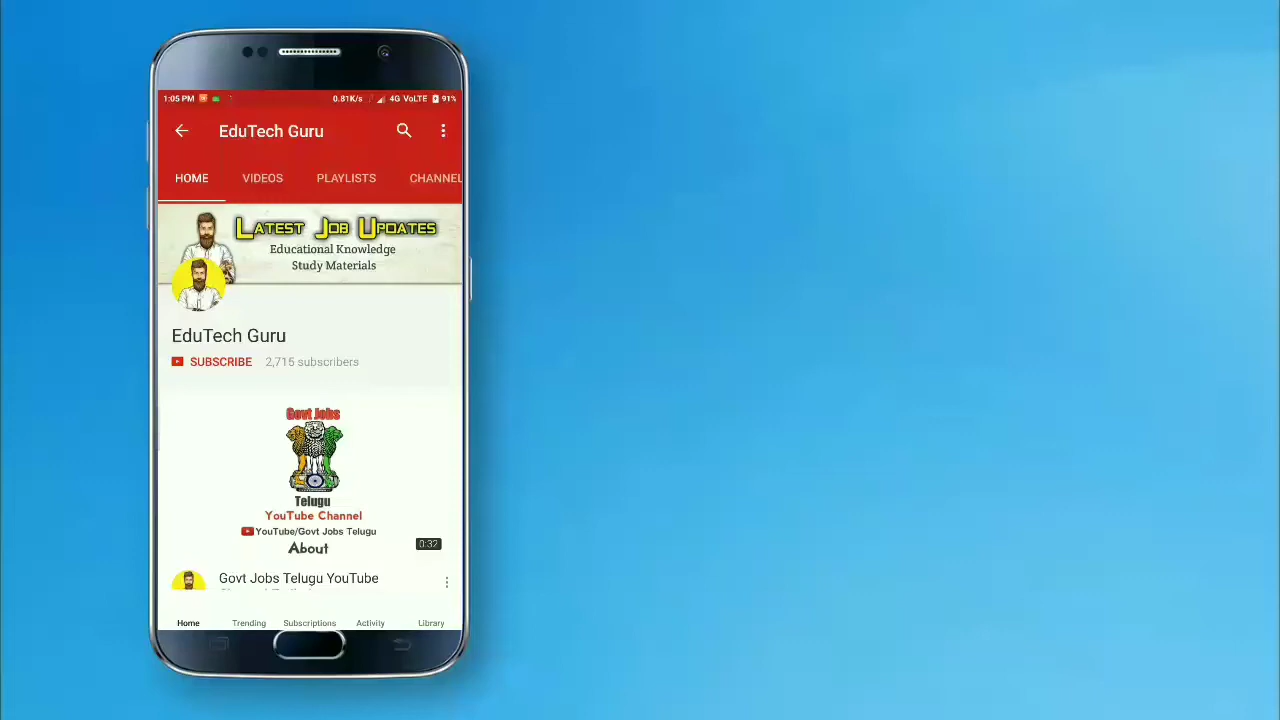 1:05 PM 0.81K/s 4G VoLTE 91%
EduTech Guru
HOME VIDEOS PLAYLISTS CHANNEL
LATEST JOB UPDATES
Educational Knowledge
Study Materials
EduTech Guru
SUBSCRIBE 2,715 subscribers
Govt Jobs
Telugu
YouTube Channel
YouTube/Govt Jobs Telugu
About
0:32
Govt Jobs Telugu YouTube
Home Trending Subscriptions Activity Library